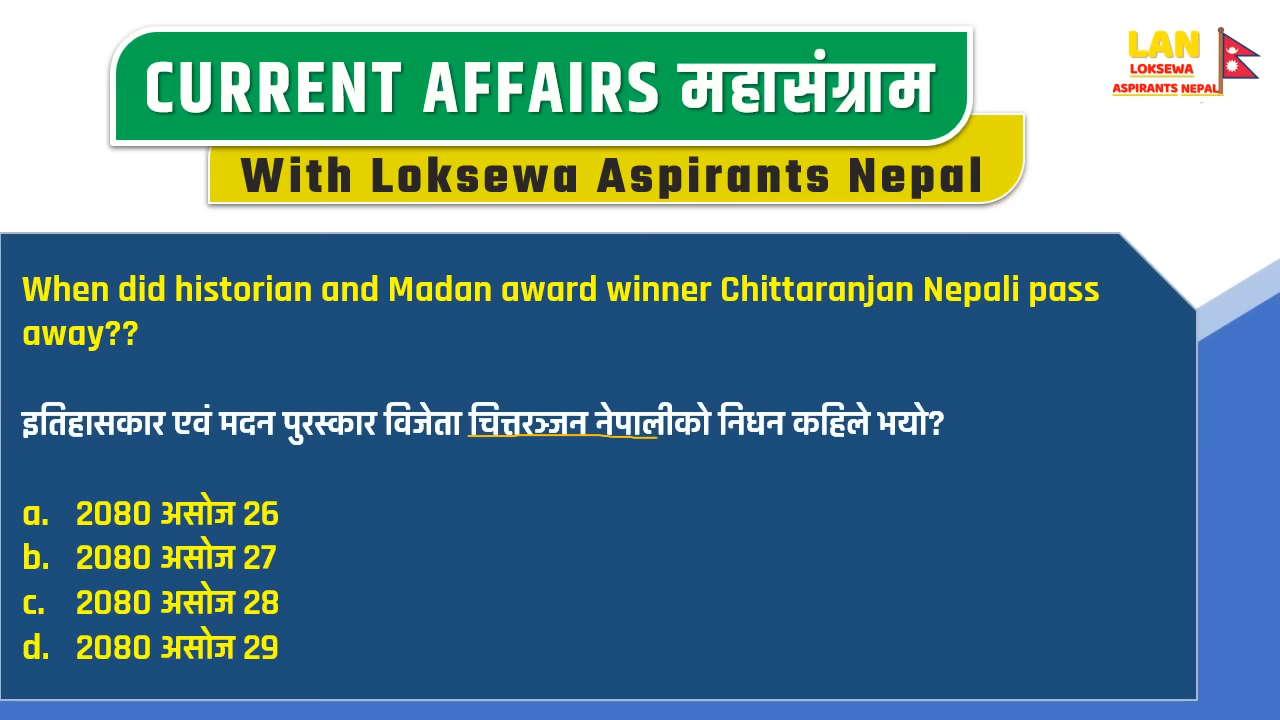 CURRENT AFFAIRS महासंग्राम
With Loksewa Aspirants Nepal
LAN
LOKSEWA
ASPIRANTS NEPAL
When did historian and Madan award winner Chittaranjan Nepali pass
away??
इतिहासकार एवं मदन पुरस्कार विजेता चित्तरञ्जन नेपालीको निधन कहिले भयो?
a. 2080 असोज 26
b. 2080 असोज 27
c. 2080 असोज 28
d. 2080 असोज 29